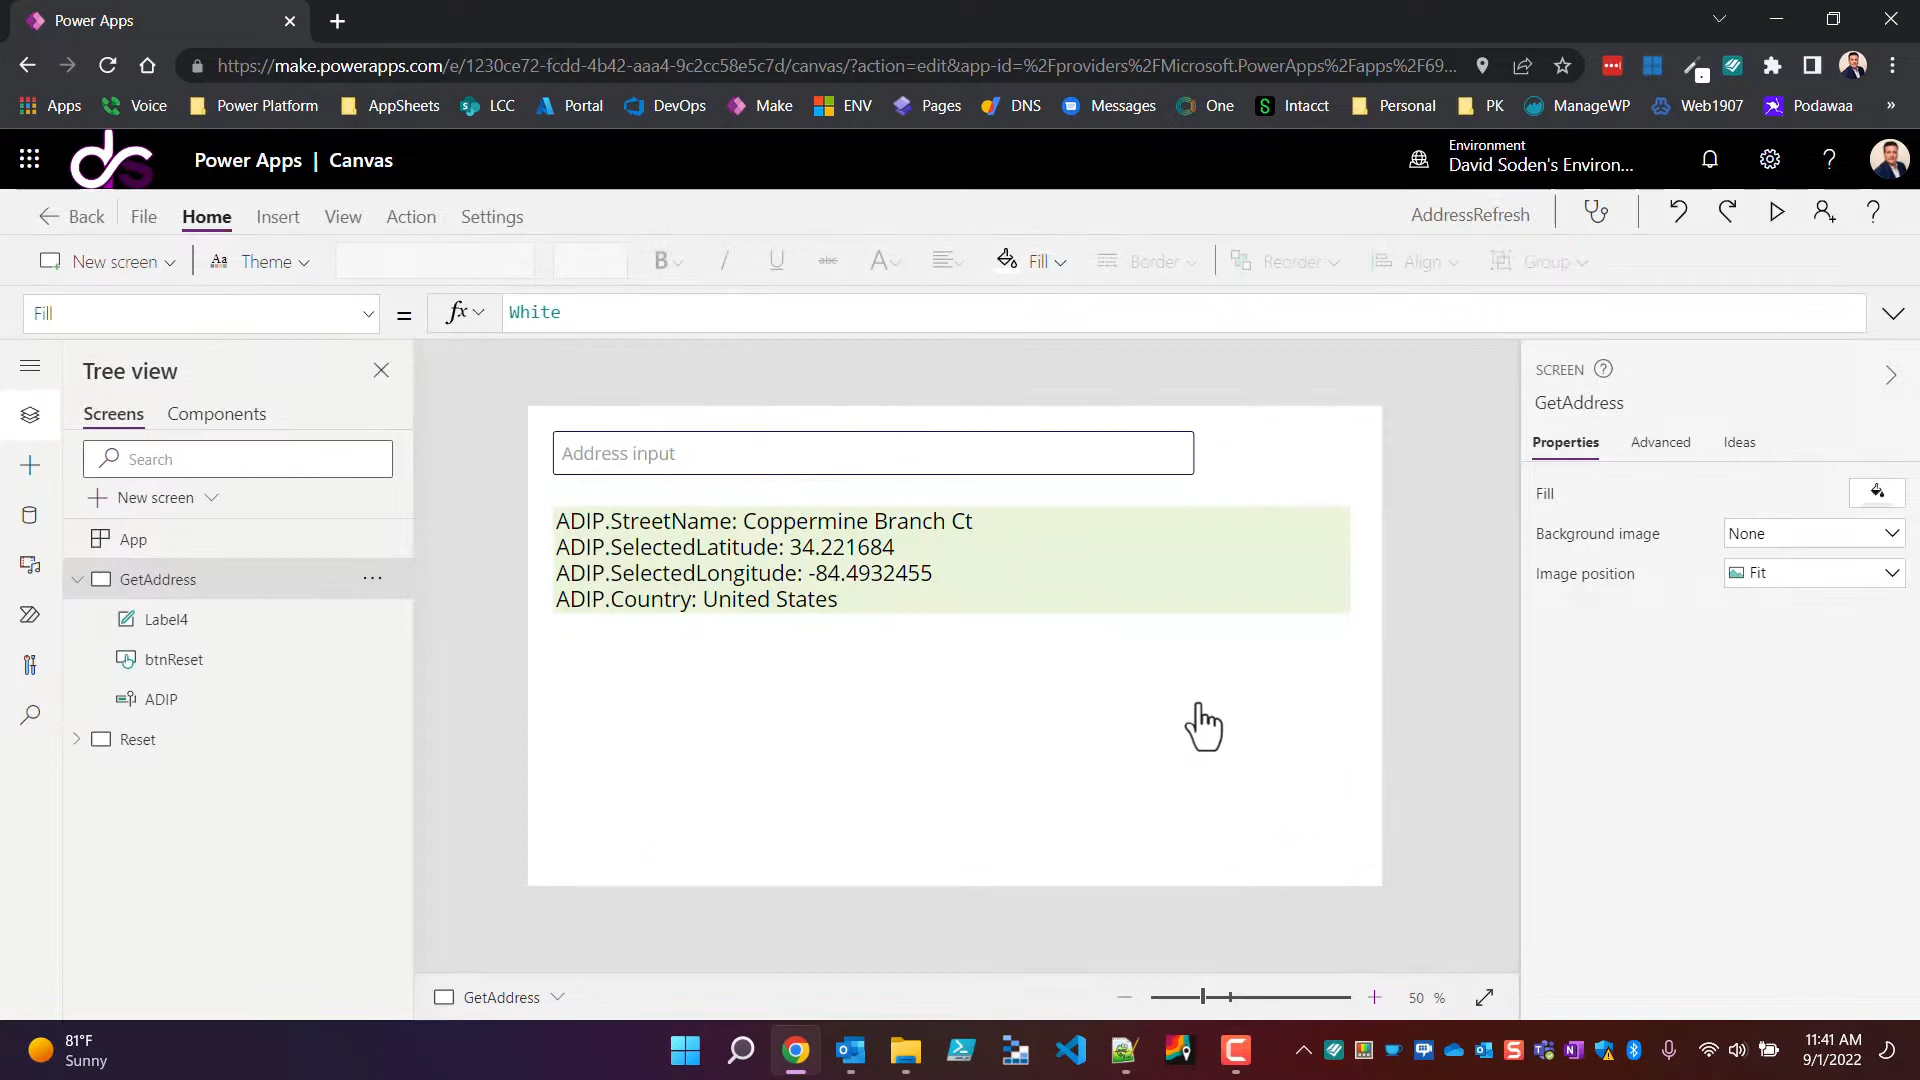 Power Apps
https://make.powerapps.com/e/1230ce72-fcdd-4b42-aaa4-9c2cc58e5c7d/canvas/?action=edit&app-id=%2Fproviders%2FMicrosoft.PowerApps%2Fapps%2F69...
Apps Voice Power Platform AppSheets LCC Portal DevOps Make ENV Pages DNS Messages One Intacct Personal PK ManageWP Web1907 Podawaa »
ds Power Apps | Canvas
Environment
David Soden's Environ...
Back File Home Insert View Action Settings AddressRefresh
New screen Theme B / U abc A Fill Border Reorder Align Group
Fill = fx White
Tree view
Screens Components
Search
New screen
App
GetAddress
Label4
btnReset
ADIP
Reset
Address input
ADIP.StreetName: Coppermine Branch Ct
ADIP.SelectedLatitude: 34.221684
ADIP.SelectedLongitude: -84.4932455
ADIP.Country: United States
SCREEN
GetAddress
Properties Advanced Ideas
Fill
Background image None
Image position Fit
GetAddress 50 %
81°F
Sunny
11:41 AM
9/1/2022